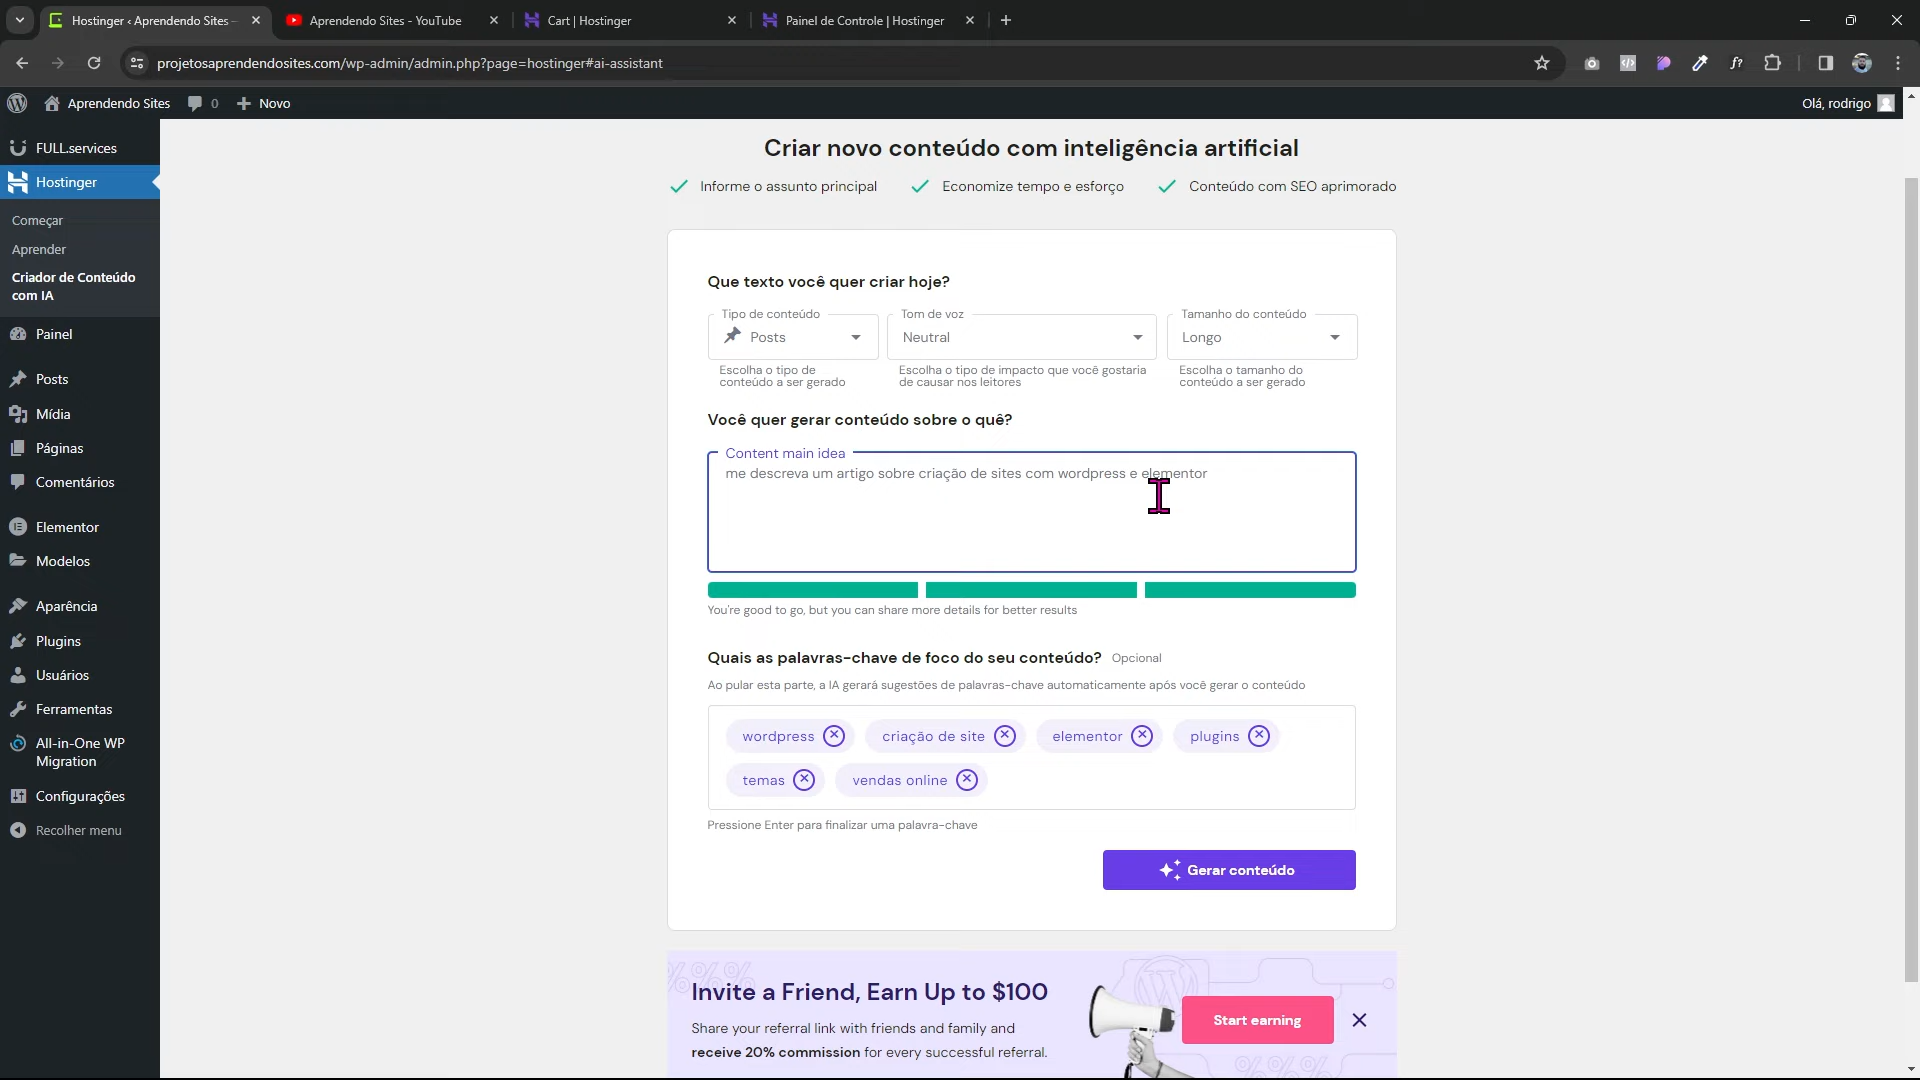 Hostinger ‹ Aprendendo Sites -
Aprendendo Sites - YouTube
Cart | Hostinger
Painel de Controle | Hostinger
projetosaprendendosites.com/wp-admin/admin.php?page=hostinger#ai-assistant
Aprendendo Sites
0
Novo
Olá, rodrigo
FULL.services
Hostinger
Começar
Aprender
Criador de Conteúdo
com IA
Painel
Posts
Mídia
Páginas
Comentários
Elementor
Modelos
Aparência
Plugins
Usuários
Ferramentas
All-in-One WP
Migration
Configurações
Recolher menu
Criar novo conteúdo com inteligência artificial
Informe o assunto principal
Economize tempo e esforço
Conteúdo com SEO aprimorado
Que texto você quer criar hoje?
Tipo de conteúdo
Posts
Escolha o tipo de
conteúdo a ser gerado
Tom de voz
Neutral
Escolha o tipo de impacto que você gostaria
de causar nos leitores
Tamanho do conteúdo
Longo
Escolha o tamanho do
conteúdo a ser gerado
Você quer gerar conteúdo sobre o quê?
Content main idea
me descreva um artigo sobre criação de sites com wordpress e elementor
You're good to go, but you can share more details for better results
Quais as palavras-chave de foco do seu conteúdo? Opcional
Ao pular esta parte, a IA gerará sugestões de palavras-chave automaticamente após você gerar o conteúdo
wordpress
criação de site
elementor
plugins
temas
vendas online
Pressione Enter para finalizar uma palavra-chave
Gerar conteúdo
Invite a Friend, Earn Up to $100
Share your referral link with friends and family and
receive 20% commission for every successful referral.
Start earning